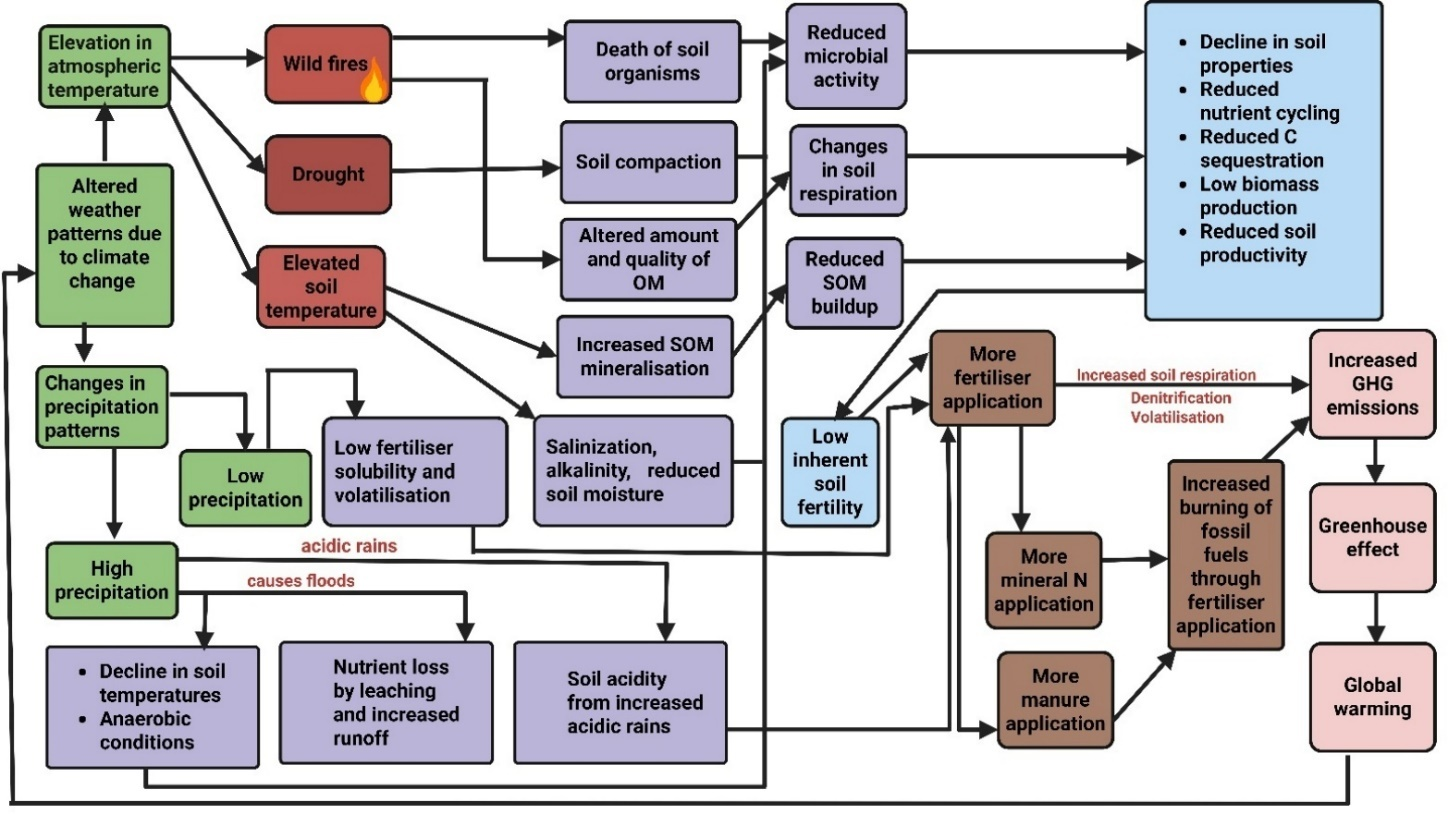 Elevation in
atmospheric
temperature
Wild fires
Death of soil
organisms
Reduced
microbial
activity
• Decline in soil
properties
• Reduced
nutrient cycling
• Reduced C
sequestration
• Low biomass
production
• Reduced soil
productivity
Drought
Soil compaction
Changes
in soil
respiration
Altered
weather
patterns due
to climate
change
Elevated
soil
temperature
Altered amount
and quality of
OM
Reduced
SOM
buildup
Increased SOM
mineralisation
Changes in
precipitation
patterns
Low
precipitation
Low fertiliser
solubility and
volatilisation
Salinization,
alkalinity, reduced
soil moisture
Low
inherent
soil
fertility
More
fertiliser
application
Increased soil respiration
Denitrification
Volatilisation
Increased
GHG
emissions
High
precipitation
acidic rains
causes floods
More
mineral N
application
Increased
burning of
fossil
fuels
through
fertiliser
application
Greenhouse
effect
• Decline in soil
temperatures
• Anaerobic
conditions
Nutrient loss
by leaching
and increased
runoff
Soil acidity
from increased
acidic rains
More
manure
application
Global
warming